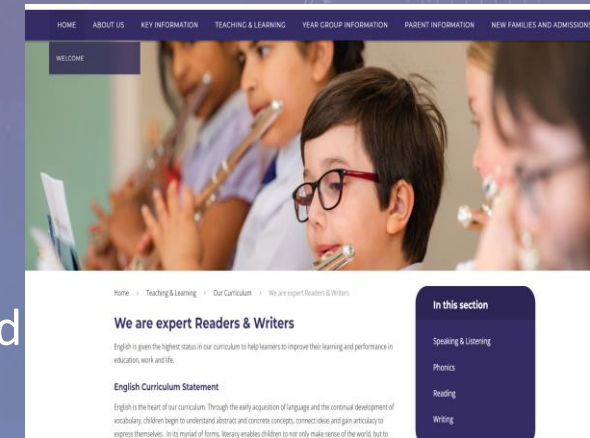 HOME ABOUT US KEY INFORMATION TEACHING & LEARNING YEAR GROUP INFORMATION PARENT INFORMATION NEW FAMILIES AND ADMISSIONS
WELCOME
d
Home Teaching & Learning Our Curriculum We are expert Readers & Writers
We are expert Readers & Writers
English is given the highest status in our curriculum to help learners to improve their learning and performance in
education, work and life.
English Curriculum Statement
English is the heart of our curriculum. Through the early acquisition of language and the continual development of
vocabulary, children begin to understand abstract and concrete concepts, connect ideas and gain articulacy to
express themselves. In its myriad of forms, literacy enables children to not only make sense of the world, but to
In this section
Speaking & Listening
Phonics
Reading
Writing